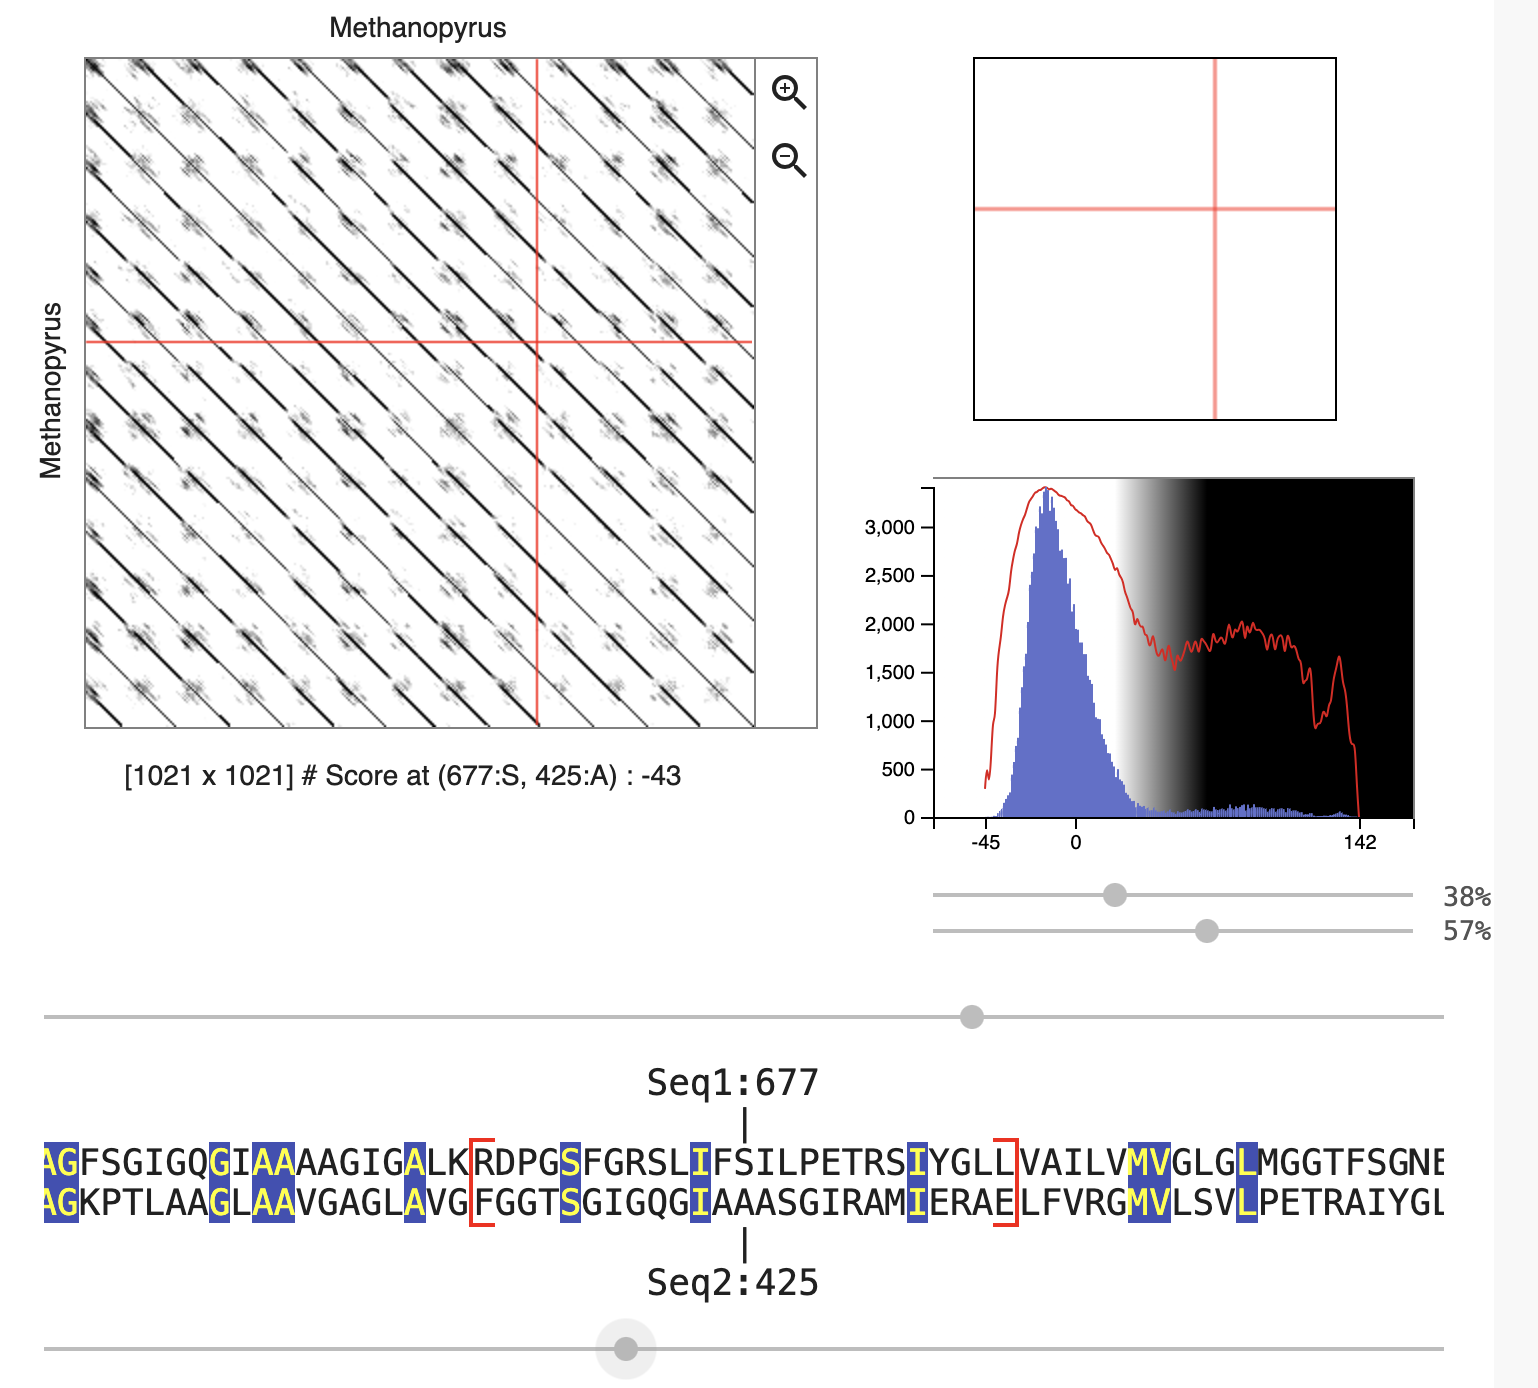 Methanopyrus
Methanopyrus
[1021 x 1021] # Score at (677:S, 425:A) : -43
3,000
2,500
2,000
1,500
1,000
500
0
-45 0 142
38%
57%
Seq1:677
AGFSGIGQGIAAAAGIGALKRDPGSFGRSLIFSILPETRSIYGLLVAILVMVGLGLMGGTFSGNE
AGKPTLAAGLAAVGAGLAVGFGGTSGIGQGIAAASGIRAMIERAELFVRGMVLSVLPETRAIYGL
Seq2:425